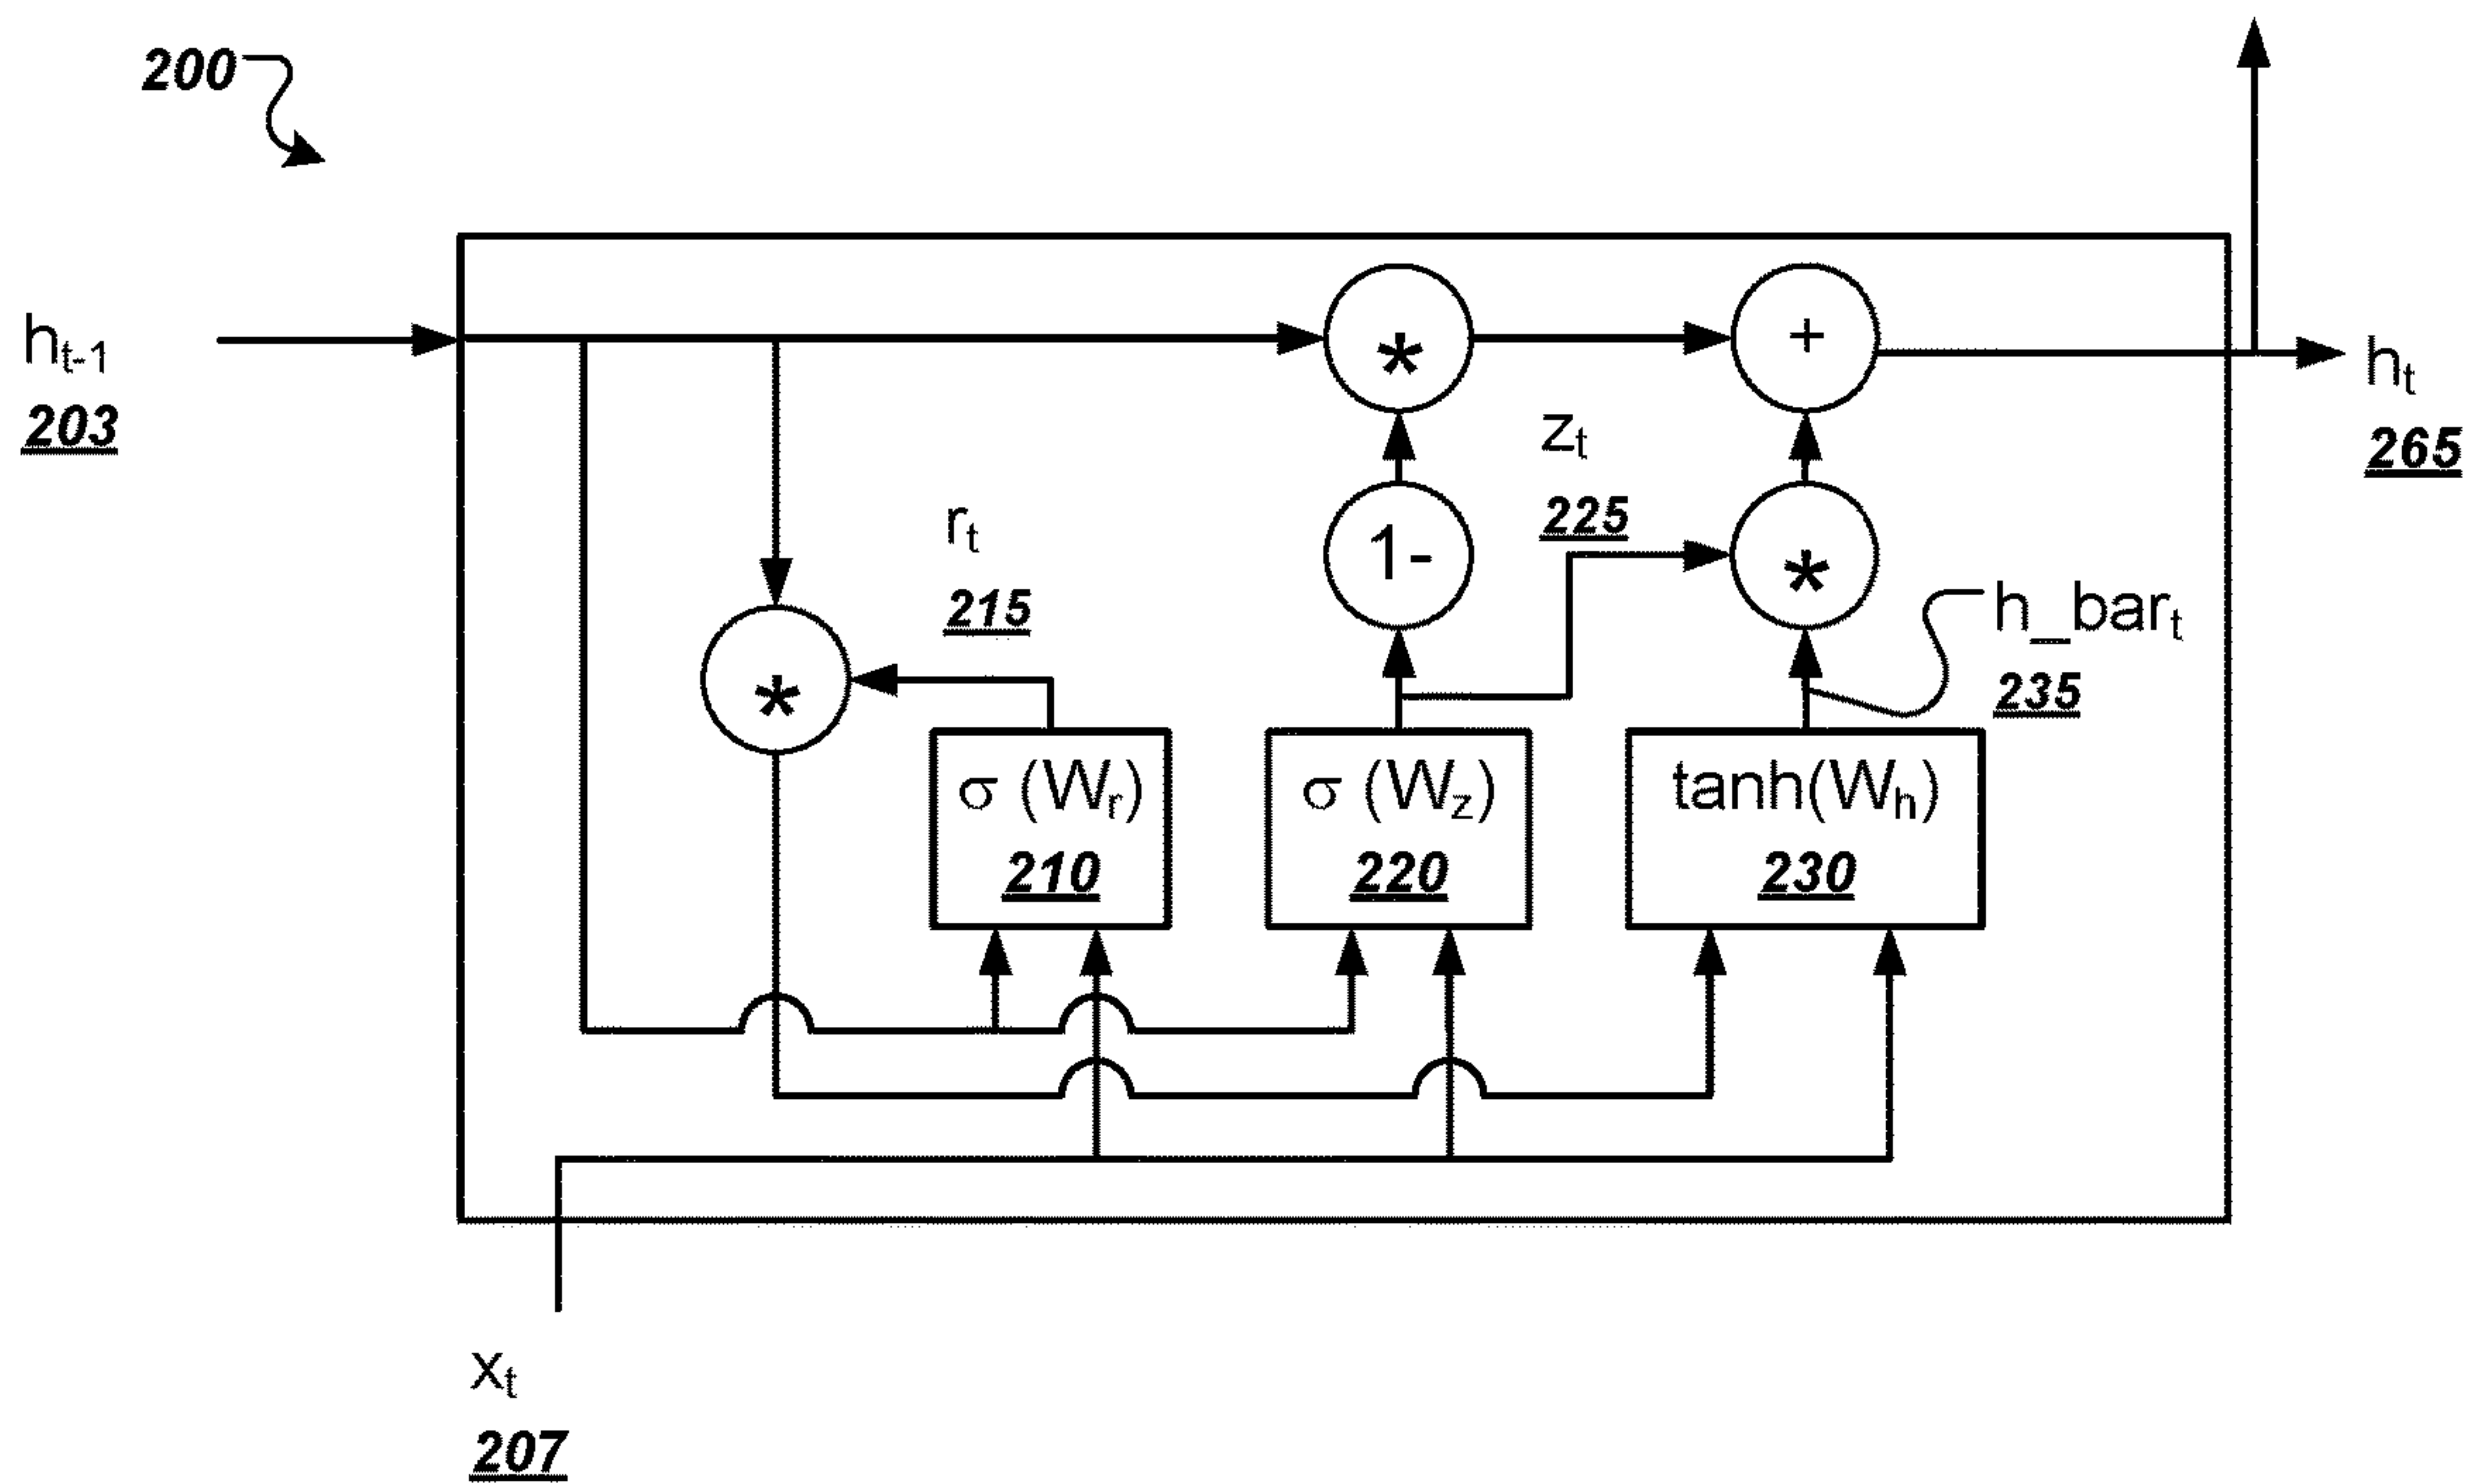 200
h_{t-1}
203
*
+
h_t
265
z_t
225
r_t
215
1-
*
h_bar_t
235
*
σ (W_r)
210
σ (W_z)
220
tanh(W_h)
230
x_t
207